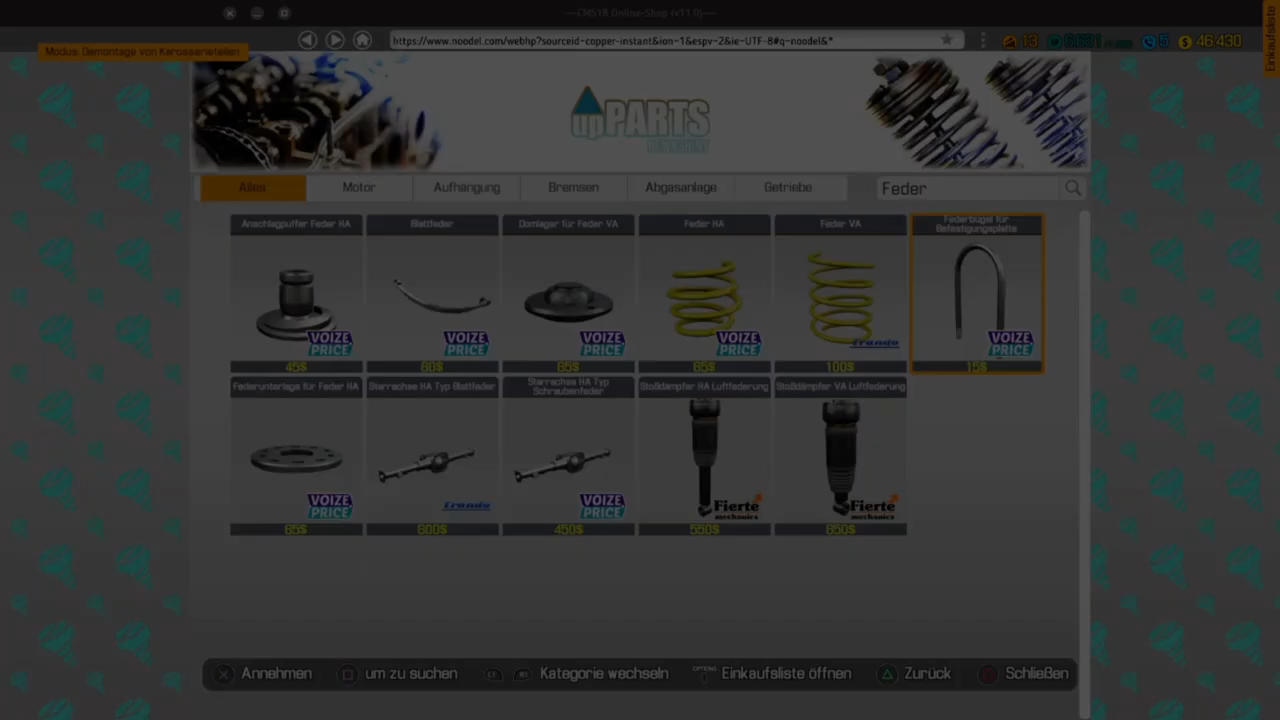 —CMS18 Online-Shop (v11.0)—
Einkaufsliste
https://www.noodel.com/webhp?sourceid-copper-instant&ion-1&espv-2&ie-UTF-8#q-noodel&*
13
5
46,430
Modus: Demontage von Karosserieteilen
upPARTS
Alles
Motor
Aufhängung
Bremsen
Abgasanlage
Getriebe
Feder
Anschlagpuffer Feder HA
Blattfeder
Domlager für Feder VA
Feder HA
Feder VA
Federbügel für
Befestigungsplatte
VOIZE
PRICE
VOIZE
PRICE
VOIZE
PRICE
VOIZE
PRICE
VOIZE
PRICE
45$
60$
65$
65$
100$
15$
Federunterlage für Feder HA
Starrachse HA Typ Blattfeder
Starrachse HA Typ
Schraubenfeder
Stoßdämpfer HA Luftfederung
Stoßdämpfer VA Luftfederung
VOIZE
PRICE
VOIZE
PRICE
Fierte
mechanics
Fierte
mechanics
65$
600$
450$
550$
650$
Annehmen
um zu suchen
Kategorie wechseln
OPTIONS
Einkaufsliste öffnen
Zurück
Schließen